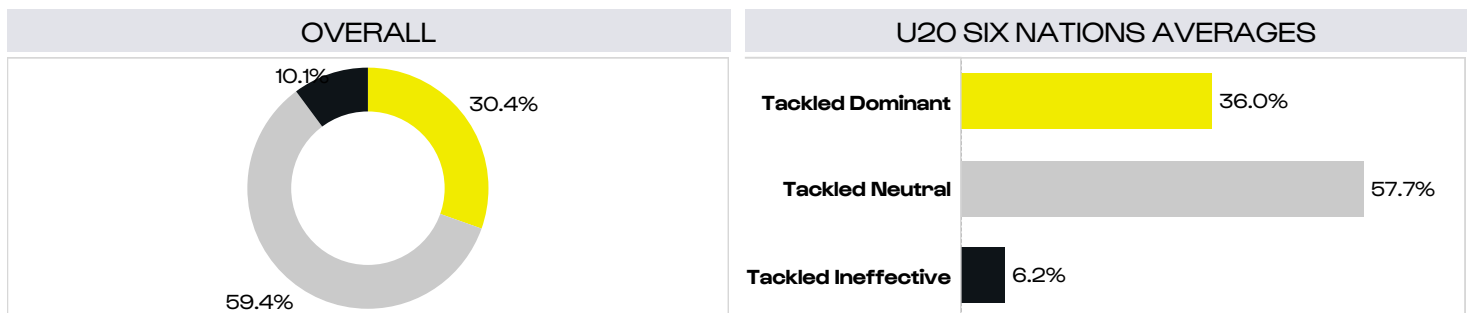 OVERALL
10.1%
30.4%
59.4%
U20 SIX NATIONS AVERAGES
Tackled Dominant 36.0%
Tackled Neutral 57.7%
Tackled Ineffective 6.2%